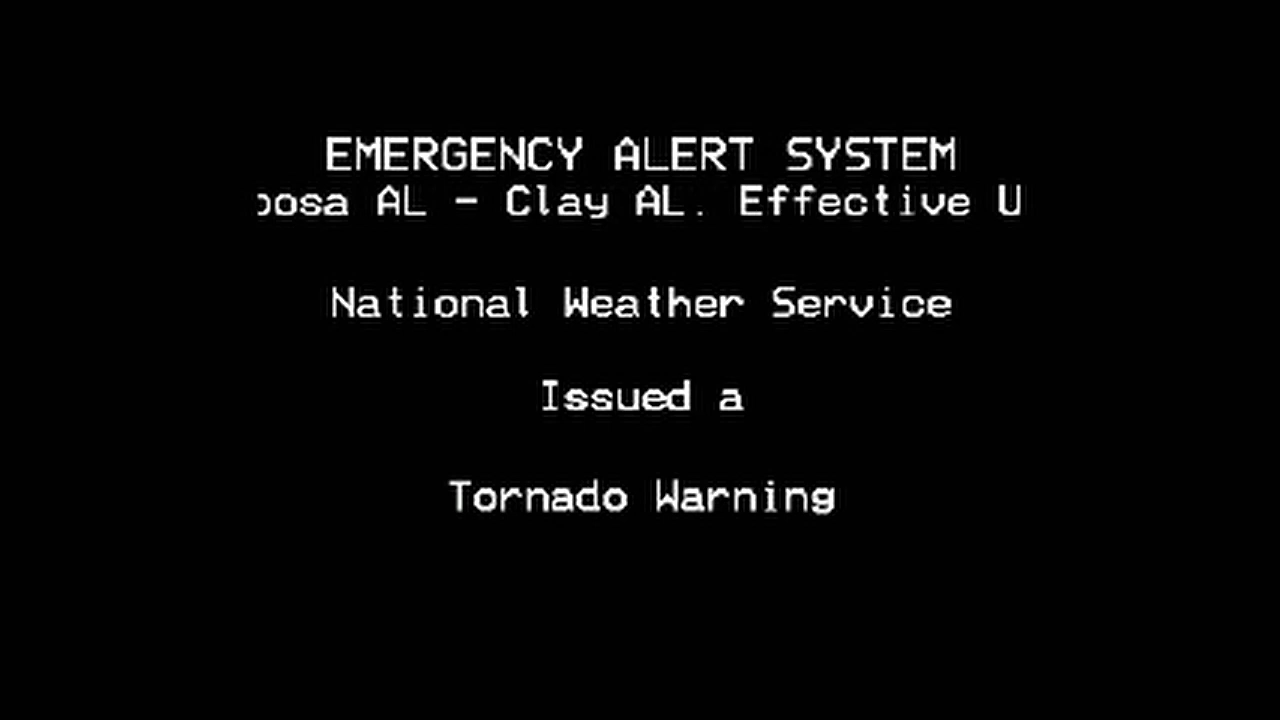 EMERGENCY ALERT SYSTEM
AL - Clay AL. Effective U
National Weather Service
Issued a
Tornado Warning